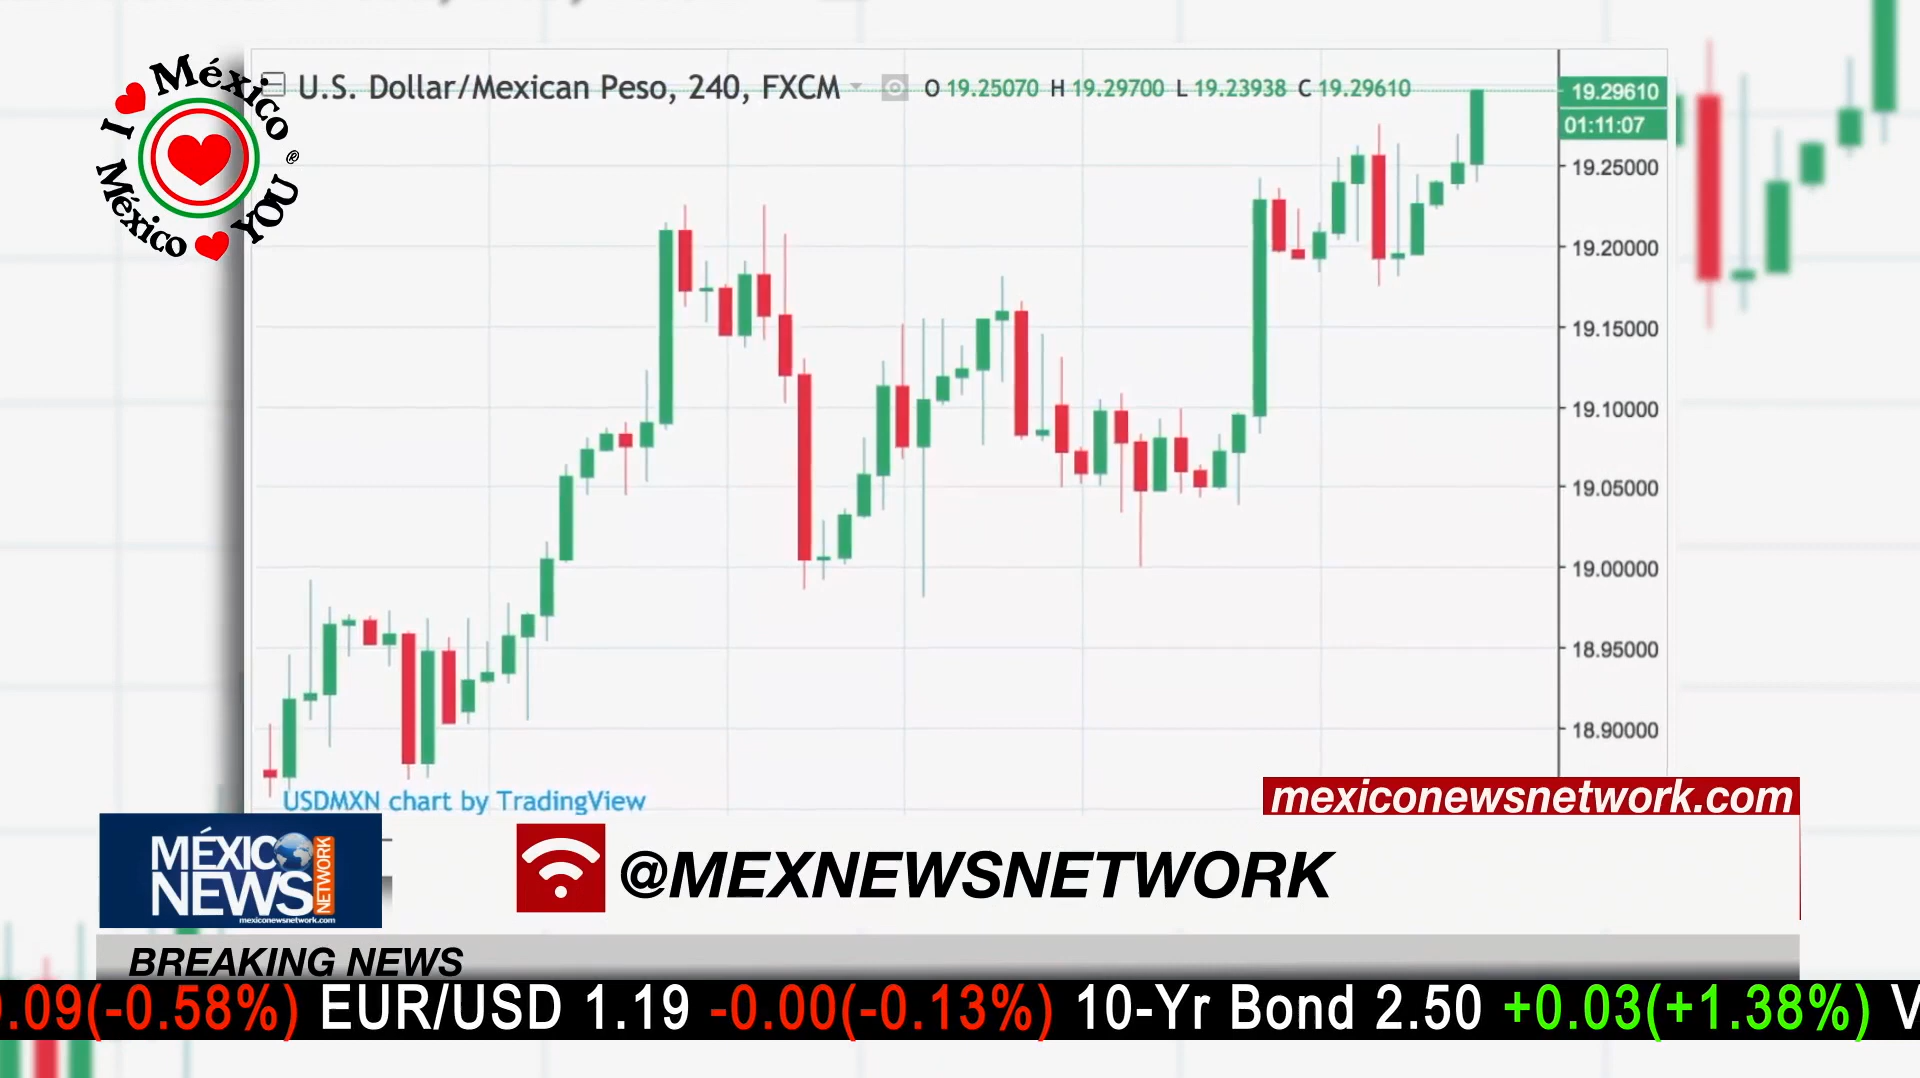 I México
México YOU ®
U.S. Dollar/Mexican Peso, 240, FXCM O 19.25070 H 19.29700 L 19.23938 C 19.29610
19.29610
01:11:07
19.25000
19.20000
19.15000
19.10000
19.05000
19.00000
18.95000
18.90000
USDMXN chart by TradingView
mexiconewsnetwork.com
MÉXICO
NEWS
NETWORK
mexiconewsnetwork.com
@MEXNEWSNETWORK
BREAKING NEWS
.09(-0.58%) EUR/USD 1.19 -0.00(-0.13%) 10-Yr Bond 2.50 +0.03(+1.38%) V